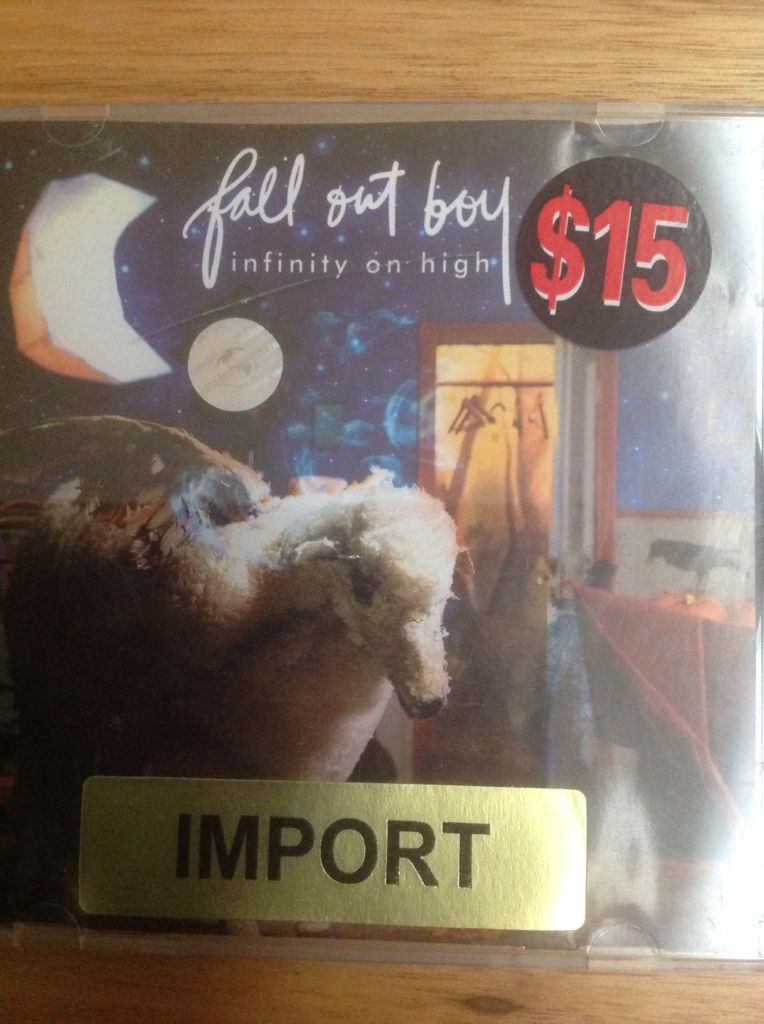 fall out boy
infinity on high
$15
IMPORT